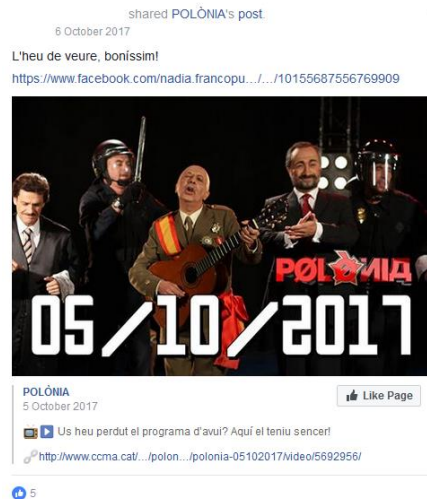 shared POLÒNIA's post.
6 October 2017
L'heu de veure, boníssim!
https://www.facebook.com/nadia.francopu…/…/10155687556769909
POLÒNIA
05/10/2017
POLÒNIA
Like Page
5 October 2017
Us heu perdut el programa d'avui? Aquí el teniu sencer!
http://www.ccma.cat/…/polon…/polonia-05102017/video/5692956/
5